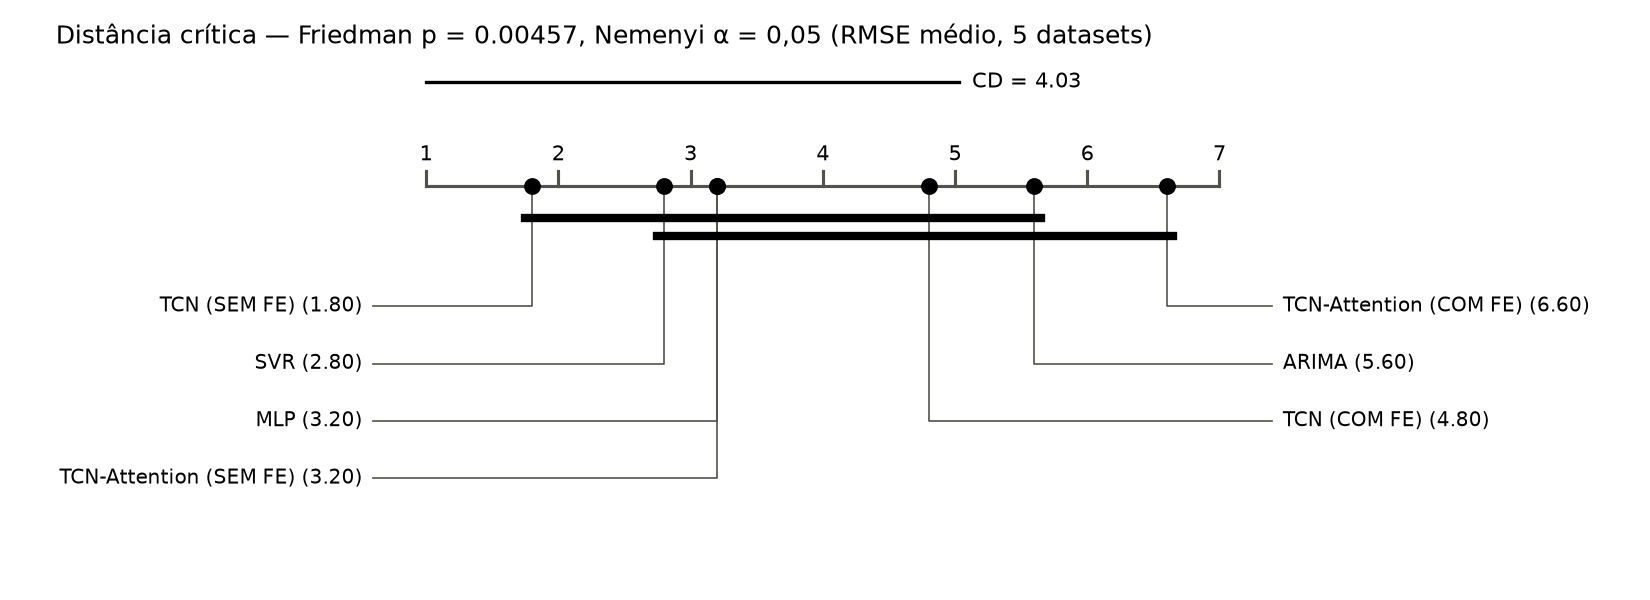 Distância crítica — Friedman p = 0.00457, Nemenyi α = 0,05 (RMSE médio, 5 datasets)
CD = 4.03
1 2 3 4 5 6 7
TCN (SEM FE) (1.80)
TCN-Attention (COM FE) (6.60)
SVR (2.80)
ARIMA (5.60)
MLP (3.20)
TCN (COM FE) (4.80)
TCN-Attention (SEM FE) (3.20)